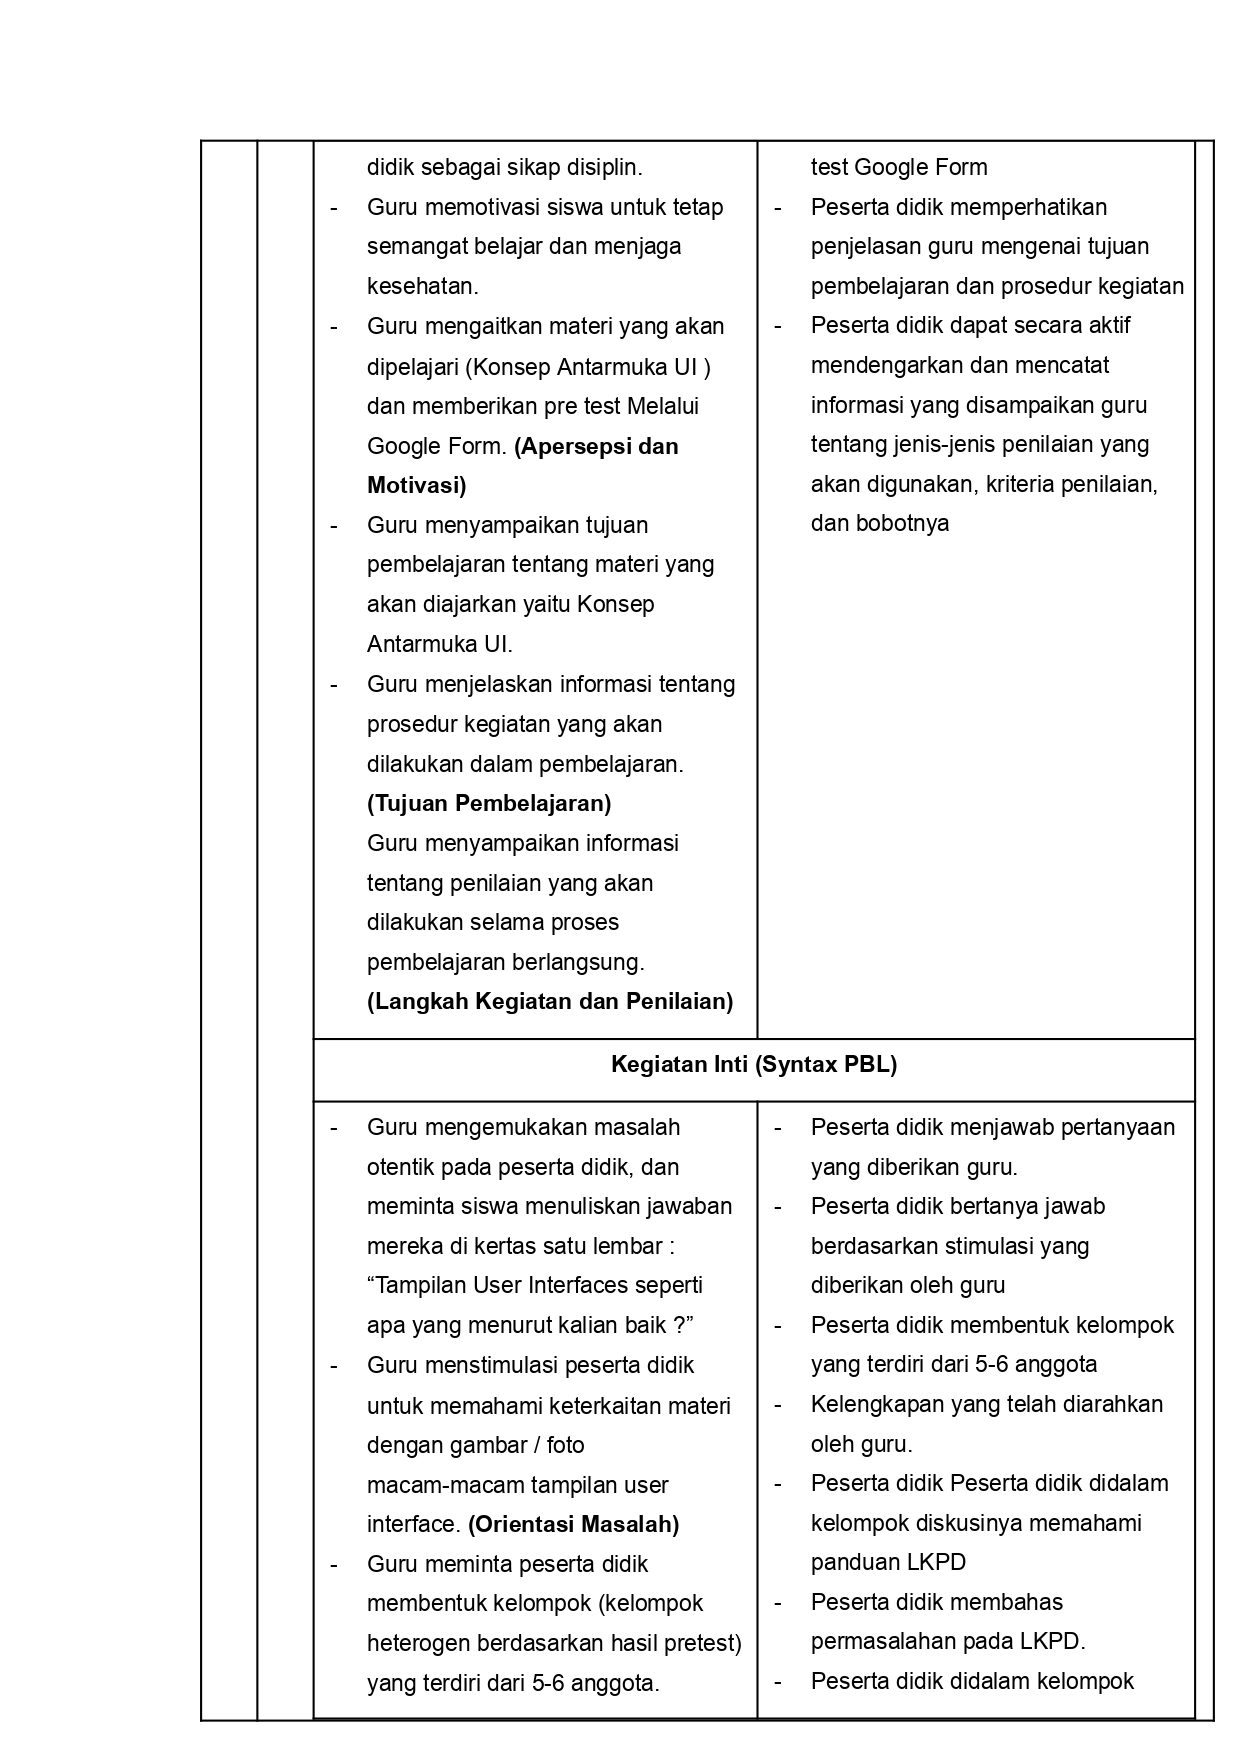 didik sebagai sikap disiplin.
- Guru memotivasi siswa untuk tetap
semangat belajar dan menjaga
kesehatan.
- Guru mengaitkan materi yang akan
dipelajari (Konsep Antarmuka UI )
dan memberikan pre test Melalui
Google Form. (Apersepsi dan
Motivasi)
- Guru menyampaikan tujuan
pembelajaran tentang materi yang
akan diajarkan yaitu Konsep
Antarmuka UI.
- Guru menjelaskan informasi tentang
prosedur kegiatan yang akan
dilakukan dalam pembelajaran.
(Tujuan Pembelajaran)
Guru menyampaikan informasi
tentang penilaian yang akan
dilakukan selama proses
pembelajaran berlangsung.
(Langkah Kegiatan dan Penilaian)
test Google Form
- Peserta didik memperhatikan
penjelasan guru mengenai tujuan
pembelajaran dan prosedur kegiatan
- Peserta didik dapat secara aktif
mendengarkan dan mencatat
informasi yang disampaikan guru
tentang jenis-jenis penilaian yang
akan digunakan, kriteria penilaian,
dan bobotnya
Kegiatan Inti (Syntax PBL)
- Guru mengemukakan masalah
otentik pada peserta didik, dan
meminta siswa menuliskan jawaban
mereka di kertas satu lembar :
“Tampilan User Interfaces seperti
apa yang menurut kalian baik ?”
- Guru menstimulasi peserta didik
untuk memahami keterkaitan materi
dengan gambar / foto
macam-macam tampilan user
interface. (Orientasi Masalah)
- Guru meminta peserta didik
membentuk kelompok (kelompok
heterogen berdasarkan hasil pretest)
yang terdiri dari 5-6 anggota.
- Peserta didik menjawab pertanyaan
yang diberikan guru.
- Peserta didik bertanya jawab
berdasarkan stimulasi yang
diberikan oleh guru
- Peserta didik membentuk kelompok
yang terdiri dari 5-6 anggota
- Kelengkapan yang telah diarahkan
oleh guru.
- Peserta didik Peserta didik didalam
kelompok diskusinya memahami
panduan LKPD
- Peserta didik membahas
permasalahan pada LKPD.
- Peserta didik didalam kelompok